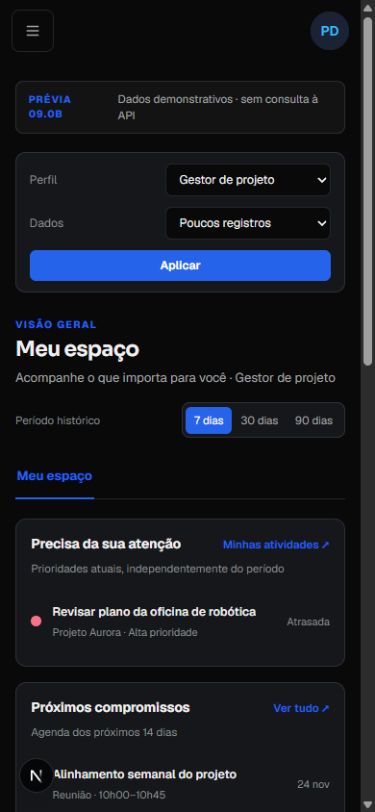 PD
PRÉVIA
09.0B
Dados demonstrativos · sem consulta à
API
Perfil
Gestor de projeto
Dados
Poucos registros
Aplicar
VISÃO GERAL
Meu espaço
Acompanhe o que importa para você · Gestor de projeto
Período histórico
7 dias
30 dias
90 dias
Meu espaço
Precisa da sua atenção
Minhas atividades ↗
Prioridades atuais, independentemente do período
Revisar plano da oficina de robótica
Projeto Aurora · Alta prioridade
Atrasada
Próximos compromissos
Ver tudo ↗
Agenda dos próximos 14 dias
N
Alinhamento semanal do projeto
Reunião · 10h00–10h45
24 nov